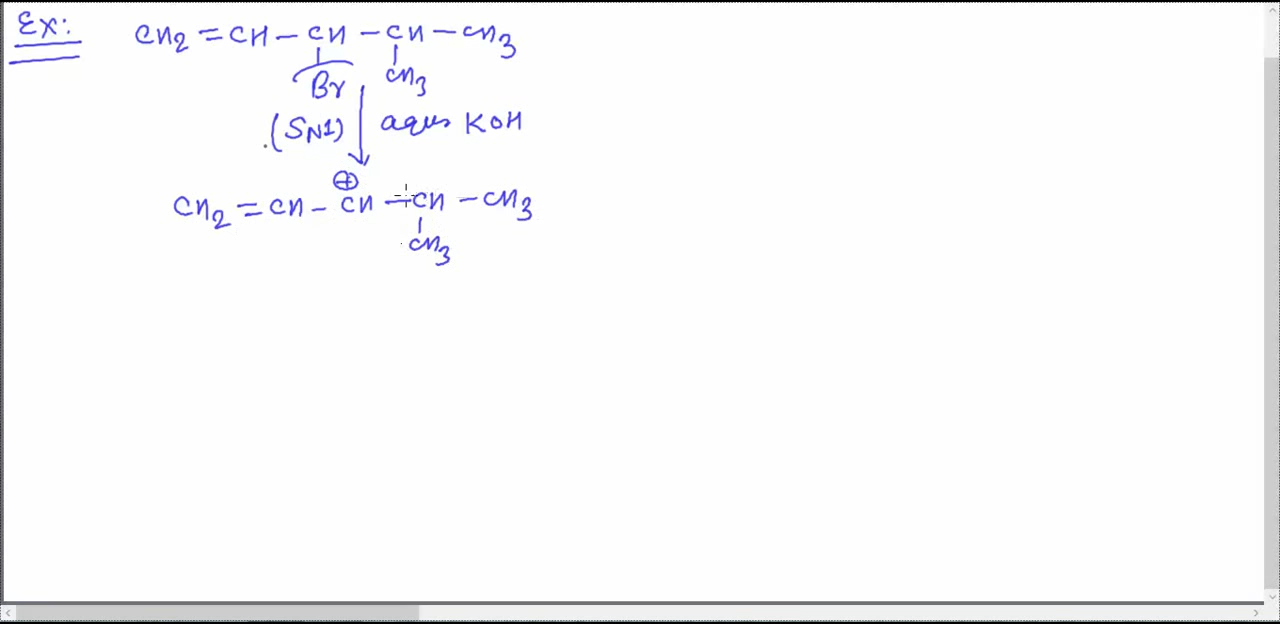 Ex:
CH2 = CH – CH – CH – CH3
Br CH3
(SN1) aqus KOH
⊕
CH2 = CH – CH – CH – CH3
CH3